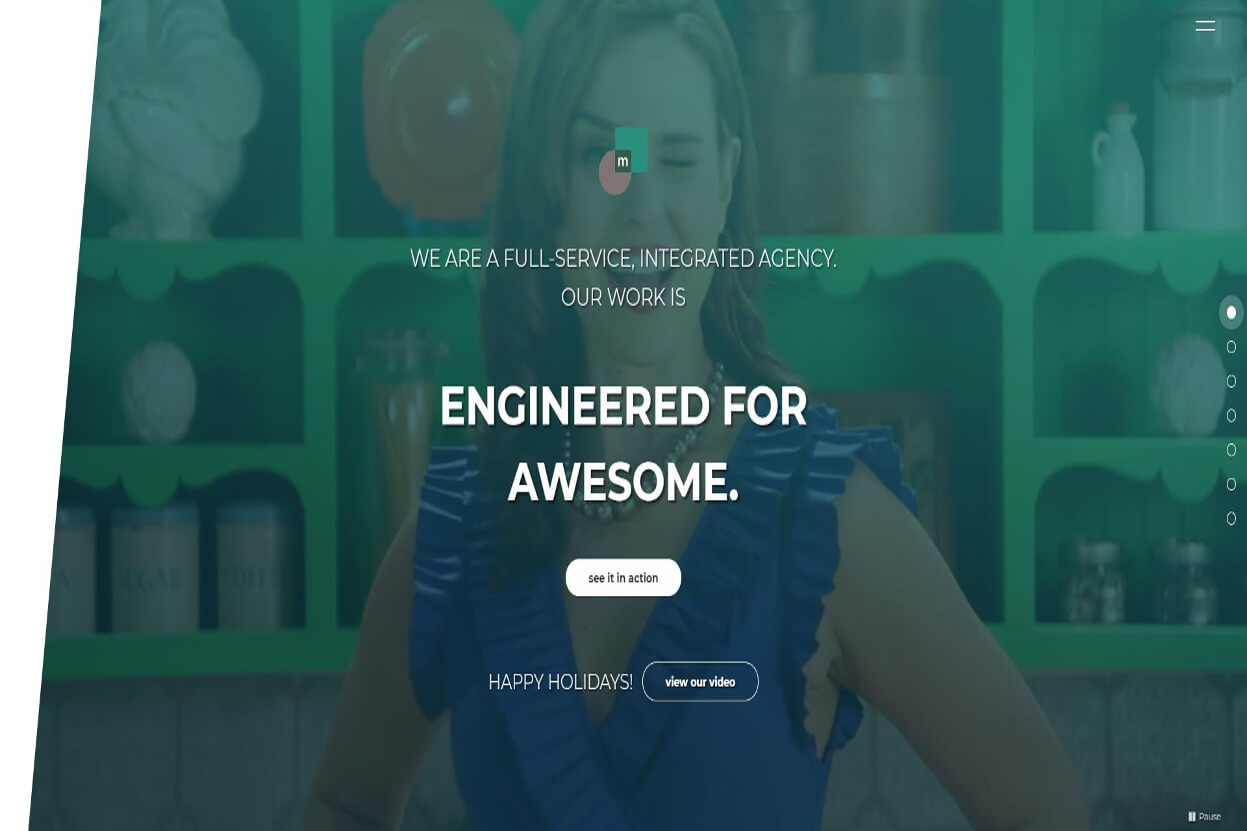 m
WE ARE A FULL-SERVICE, INTEGRATED AGENCY.
OUR WORK IS
ENGINEERED FOR
AWESOME.
SUGAR
see it in action
HAPPY HOLIDAYS! view our video
Pause